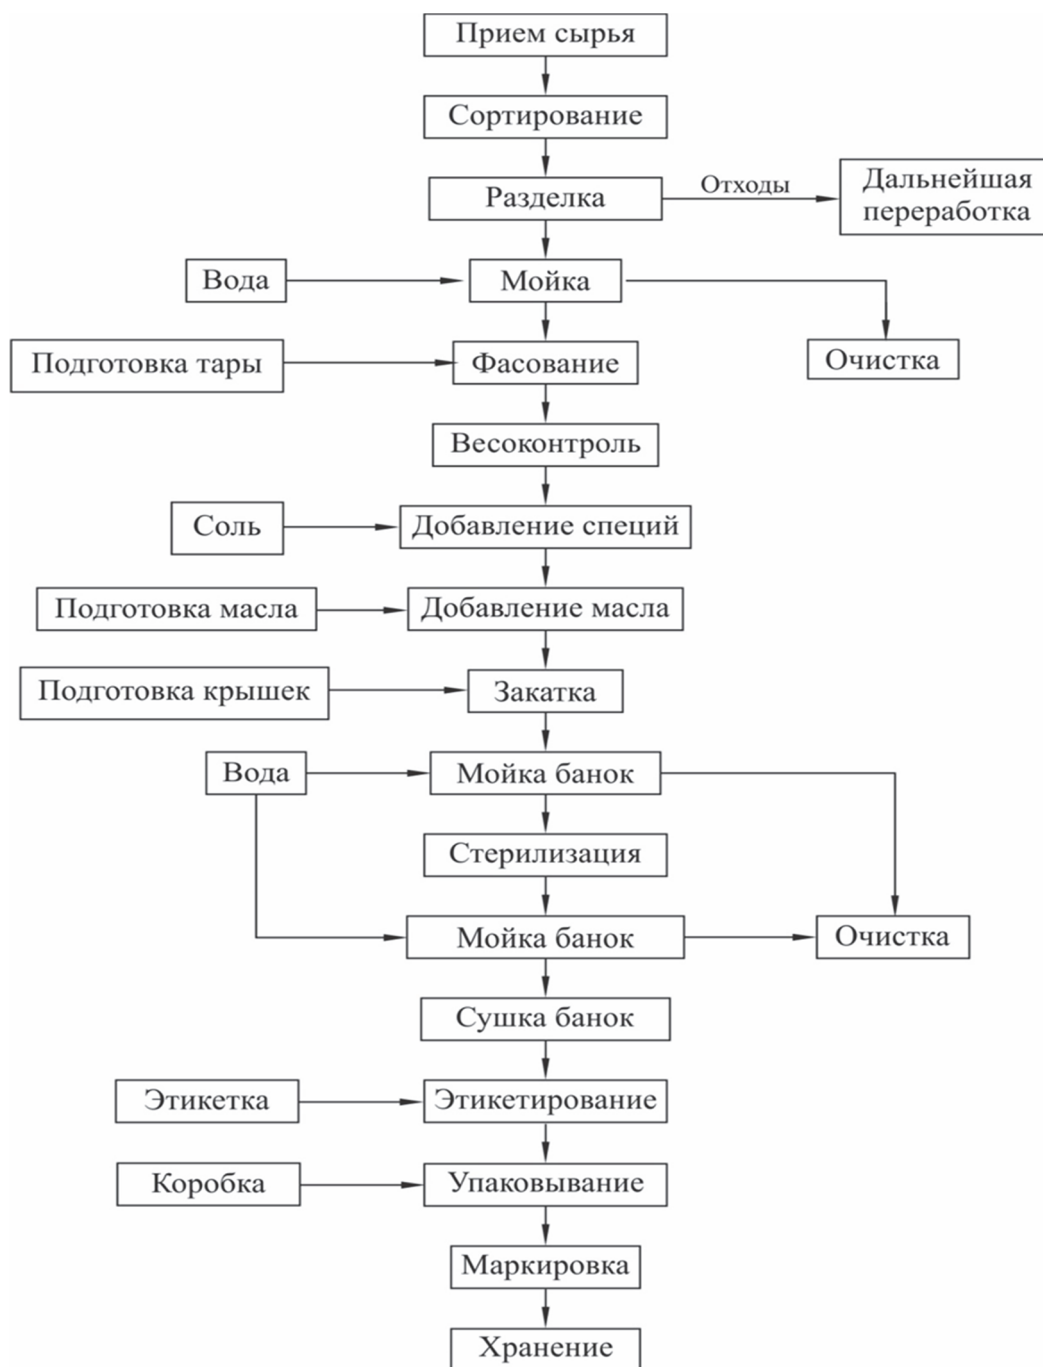 Прием сырья
Сортирование
Разделка
Отходы
Дальнейшая
переработка
Вода
Мойка
Подготовка тары
Фасование
Очистка
Весоконтроль
Соль
Добавление специй
Подготовка масла
Добавление масла
Подготовка крышек
Закатка
Вода
Мойка банок
Стерилизация
Мойка банок
Очистка
Сушка банок
Этикетка
Этикетирование
Коробка
Упаковывание
Маркировка
Хранение